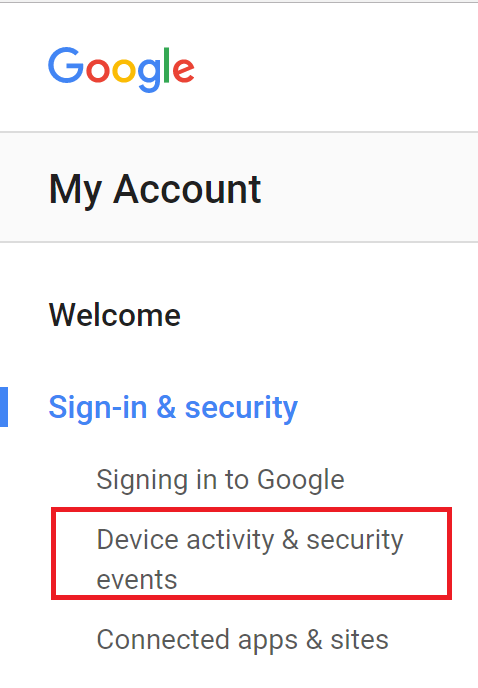 Google
My Account
Welcome
Sign-in & security
Signing in to Google
Device activity & security
events
Connected apps & sites